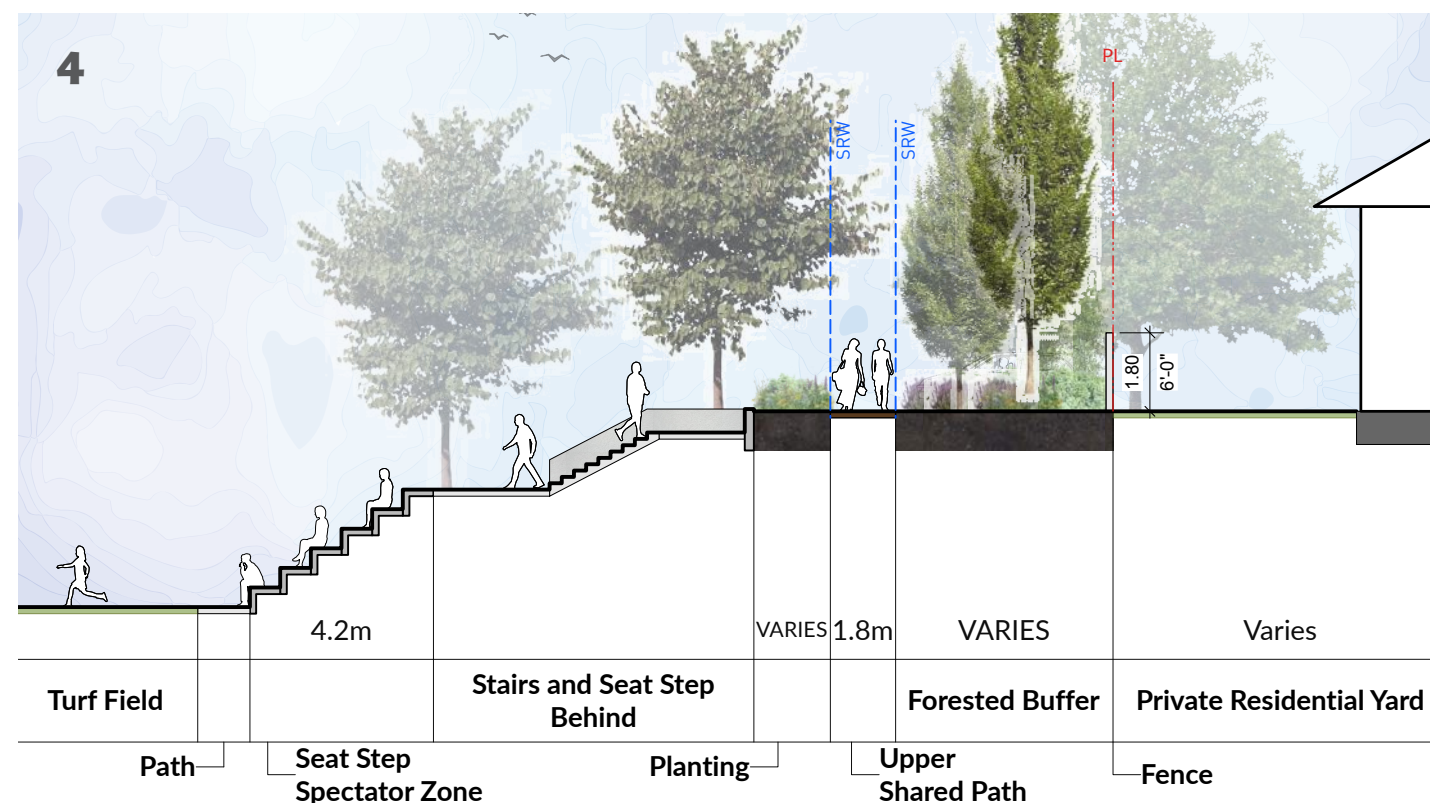 4
PL
SRW
SRW
1.80
6'-0"
4.2m
VARIES
1.8m
VARIES
Varies
Turf Field
Stairs and Seat Step
Behind
Forested Buffer
Private Residential Yard
Path
Seat Step
Spectator Zone
Planting
Upper
Shared Path
Fence